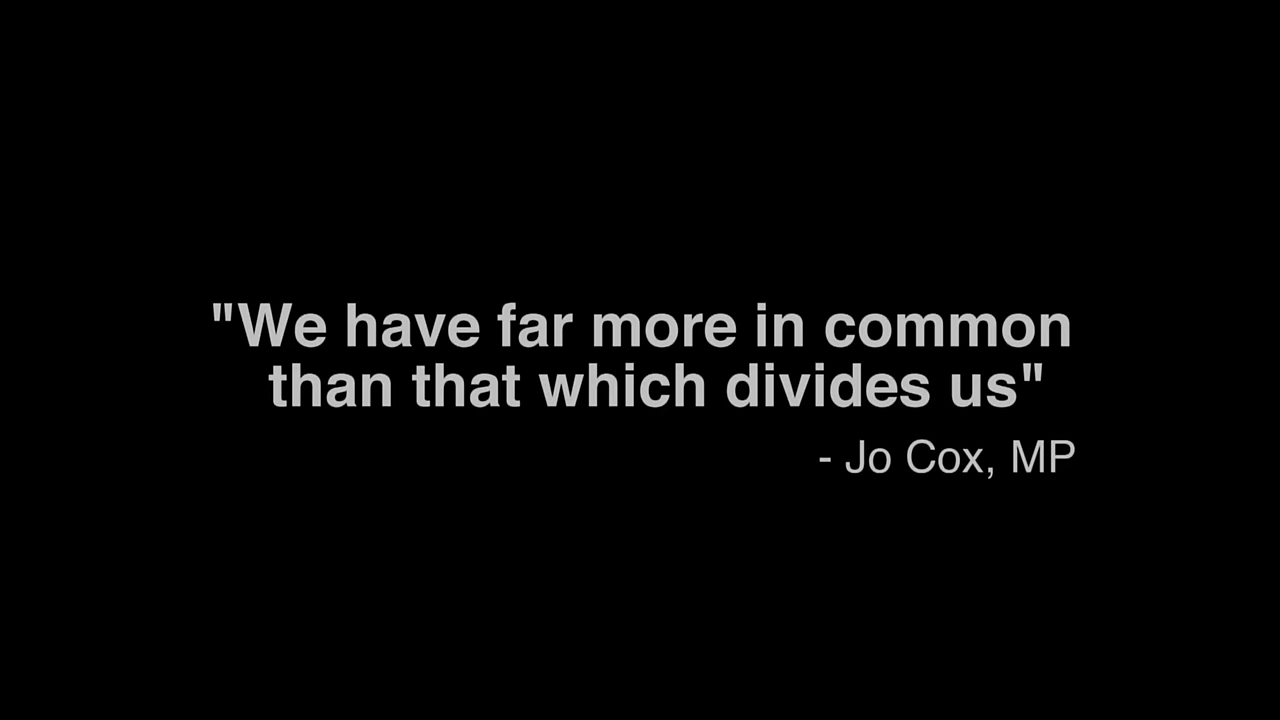 "We have far more in common
than that which divides us"
- Jo Cox, MP